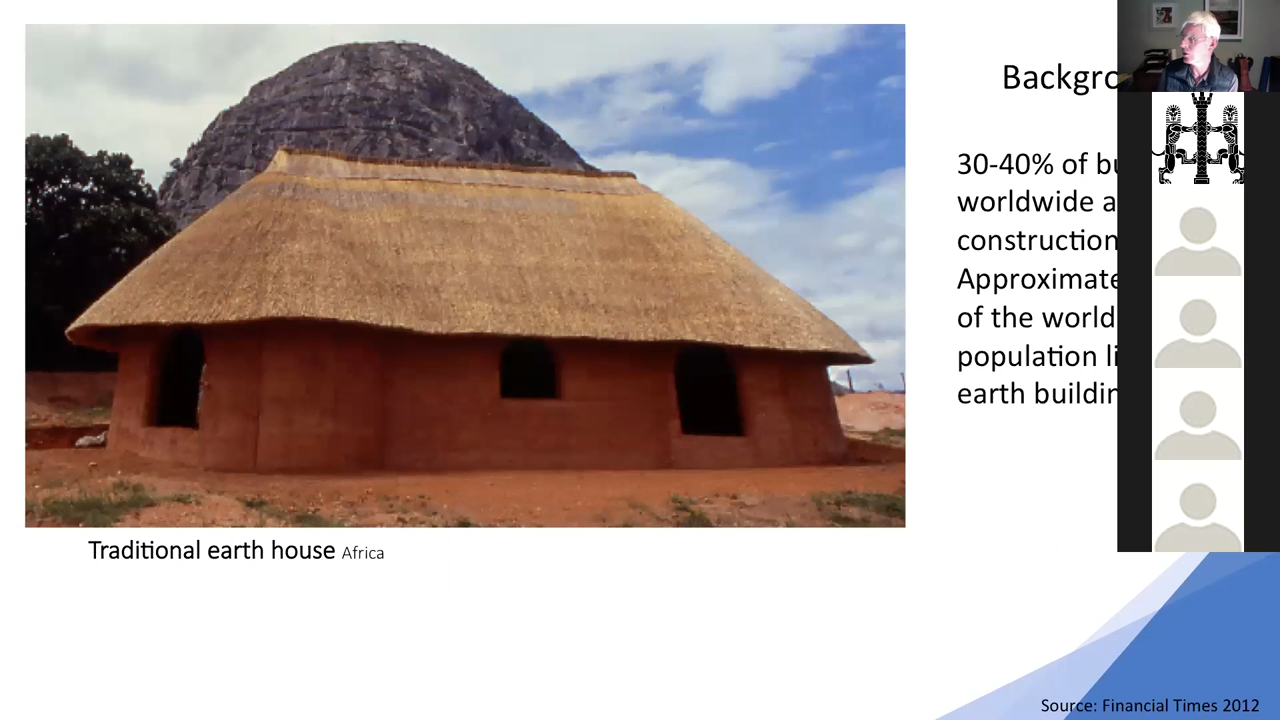 Backgro
30-40% of bu
worldwide a
construction
Approximate
of the world
population li
earth buildin
Traditional earth house Africa
Source: Financial Times 2012